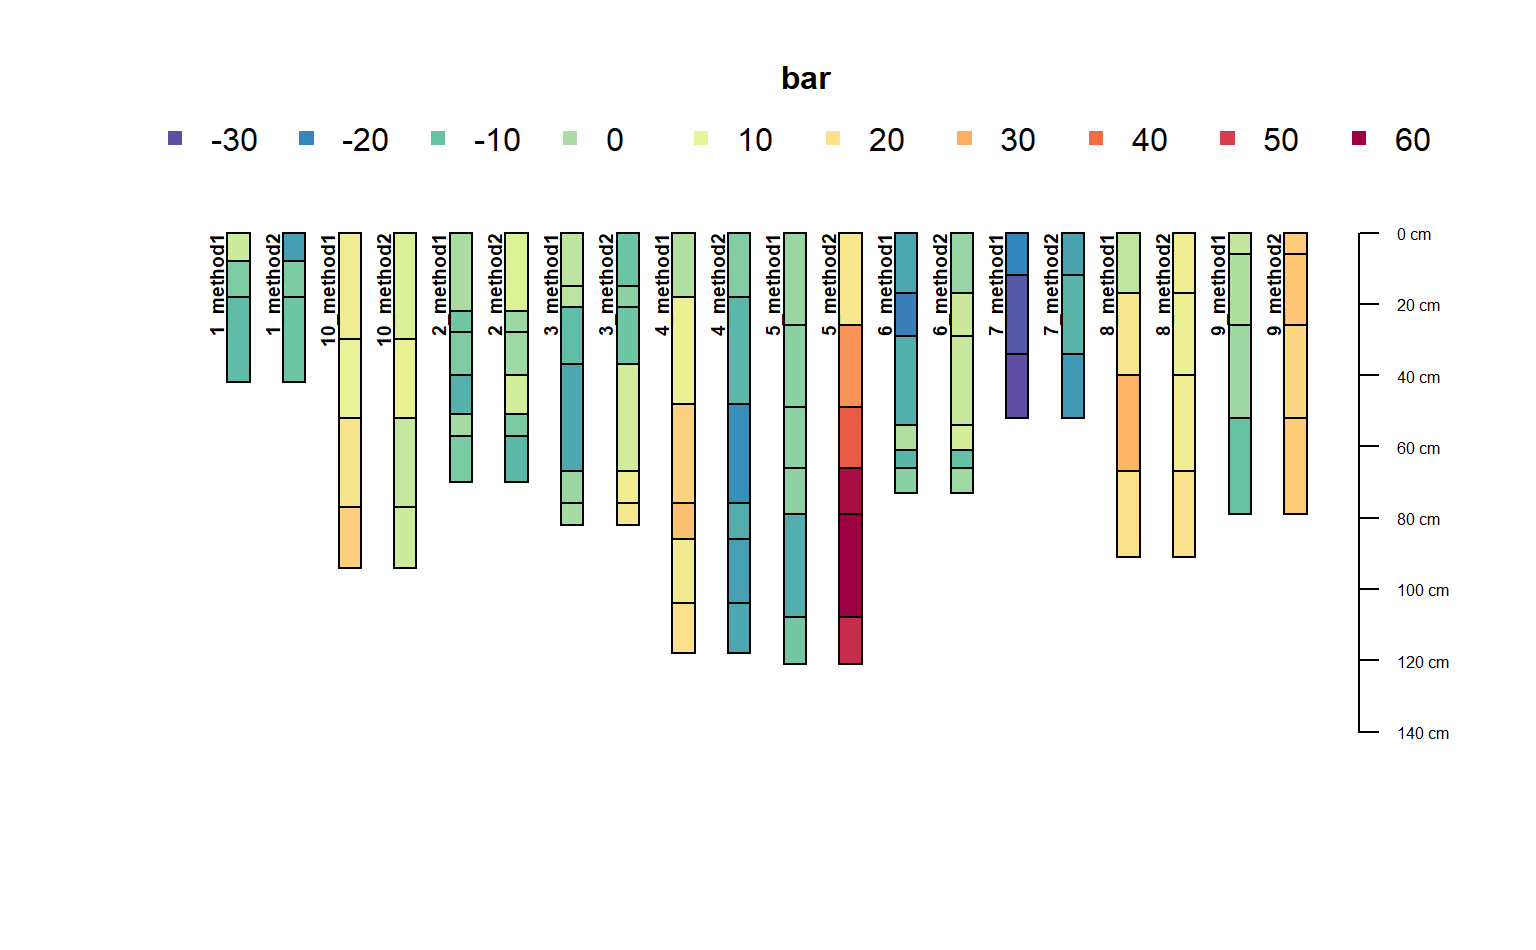 bar
-30 -20 -10 0 10 20 30 40 50 60
1_method1
1_method2
10_method1
10_method2
2_method1
2_method2
3_method1
3_method2
4_method1
4_method2
5_method1
5_method2
6_method1
6_method2
7_method1
7_method2
8_method1
8_method2
9_method1
9_method2
0 cm
20 cm
40 cm
60 cm
80 cm
100 cm
120 cm
140 cm